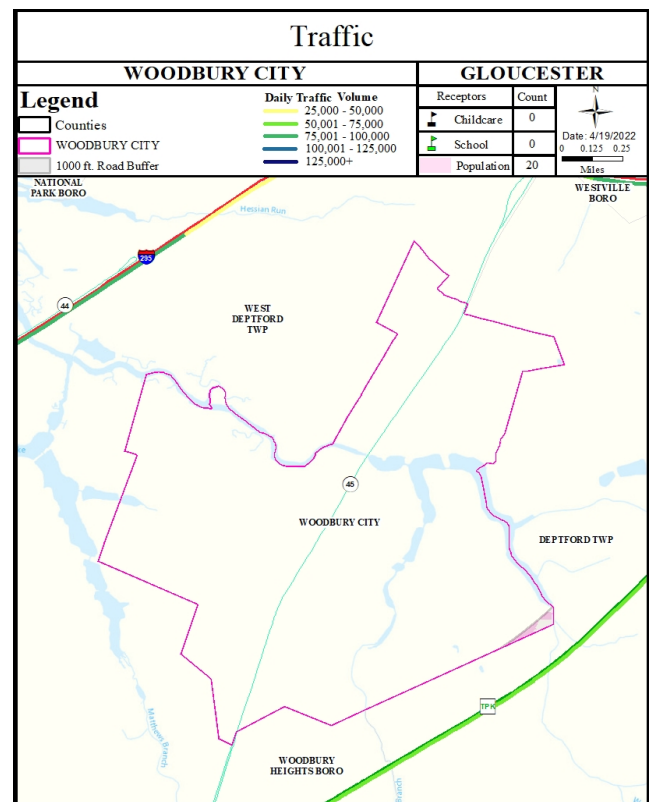 Traffic
WOODBURY CITY
GLOUCESTER
Legend
Counties
WOODBURY CITY
1000 ft. Road Buffer
Daily Traffic Volume
25,000 - 50,000
50,001 - 75,000
75,001 - 100,000
100,001 - 125,000
125,000+
Receptors Count
Childcare 0
School 0
Population 20
N
Date: 4/19/2022
0 0.125 0.25
Miles
NATIONAL
PARK BORO
Hessian Run
WESTVILLE
BORO
295
44
WEST
DEPTFORD
TWP
45
WOODBURY CITY
DEPTFORD TWP
TPK
Matthews Branch
WOODBURY
HEIGHTS BORO
Branch